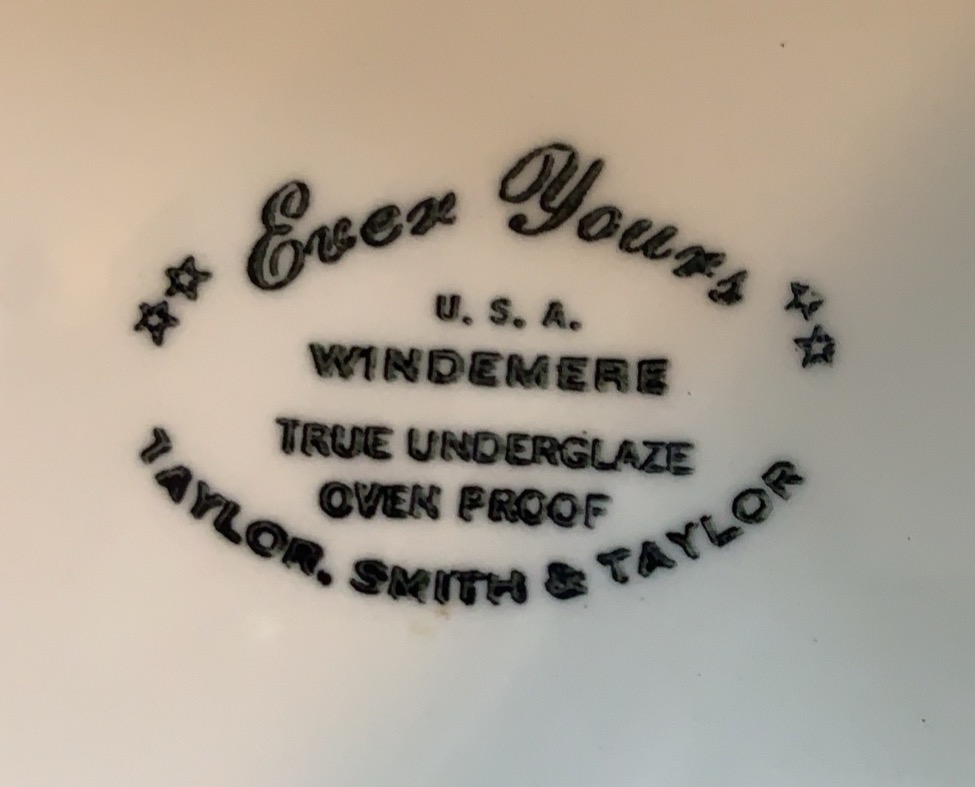 Ever Yours
U. S. A.
WINDEMERE
TRUE UNDERGLAZE
OVEN PROOF
TAYLOR, SMITH & TAYLOR